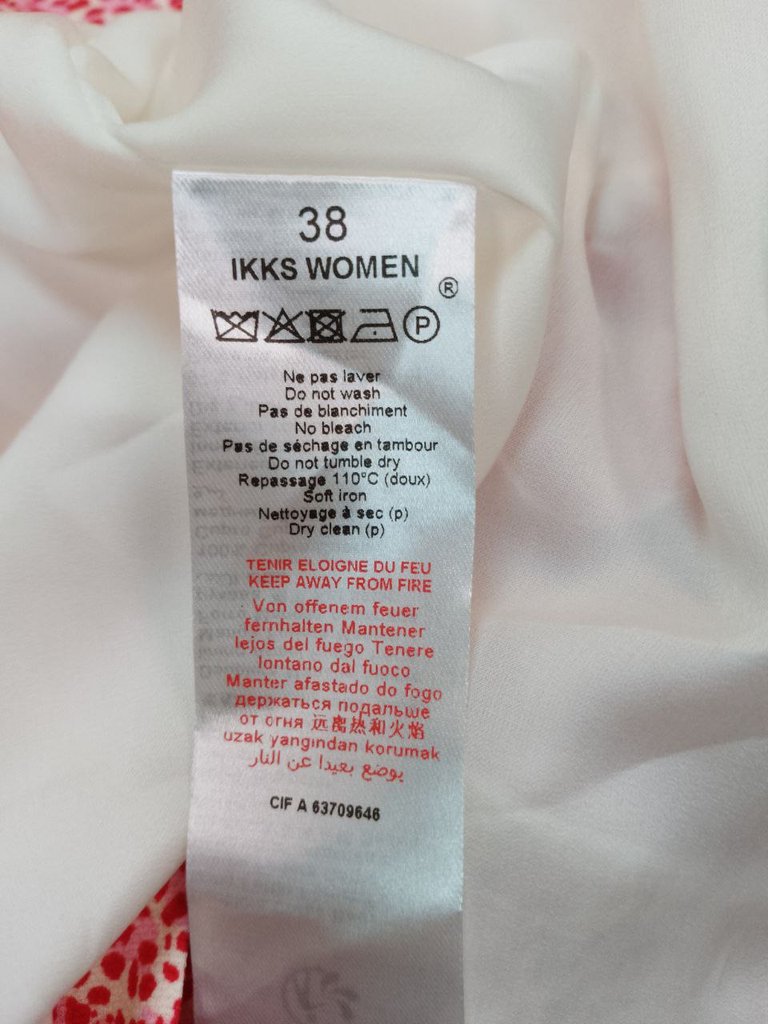 38
IKKS WOMEN
®
P
Ne pas laver
Do not wash
Pas de blanchiment
No bleach
Pas de séchage en tambour
Do not tumble dry
Repassage 110°C (doux)
Soft iron
Nettoyage à sec (p)
Dry clean (p)
TENIR ELOIGNE DU FEU
KEEP AWAY FROM FIRE
Von offenem feuer
fernhalten Mantener
lejos del fuego Tenere
lontano dal fuoco
Manter afastado do fogo
держаться подальше
от огня 远离热和火焰
uzak yangından korumak
يوضع بعيدا عن النار
CIF A 63709646